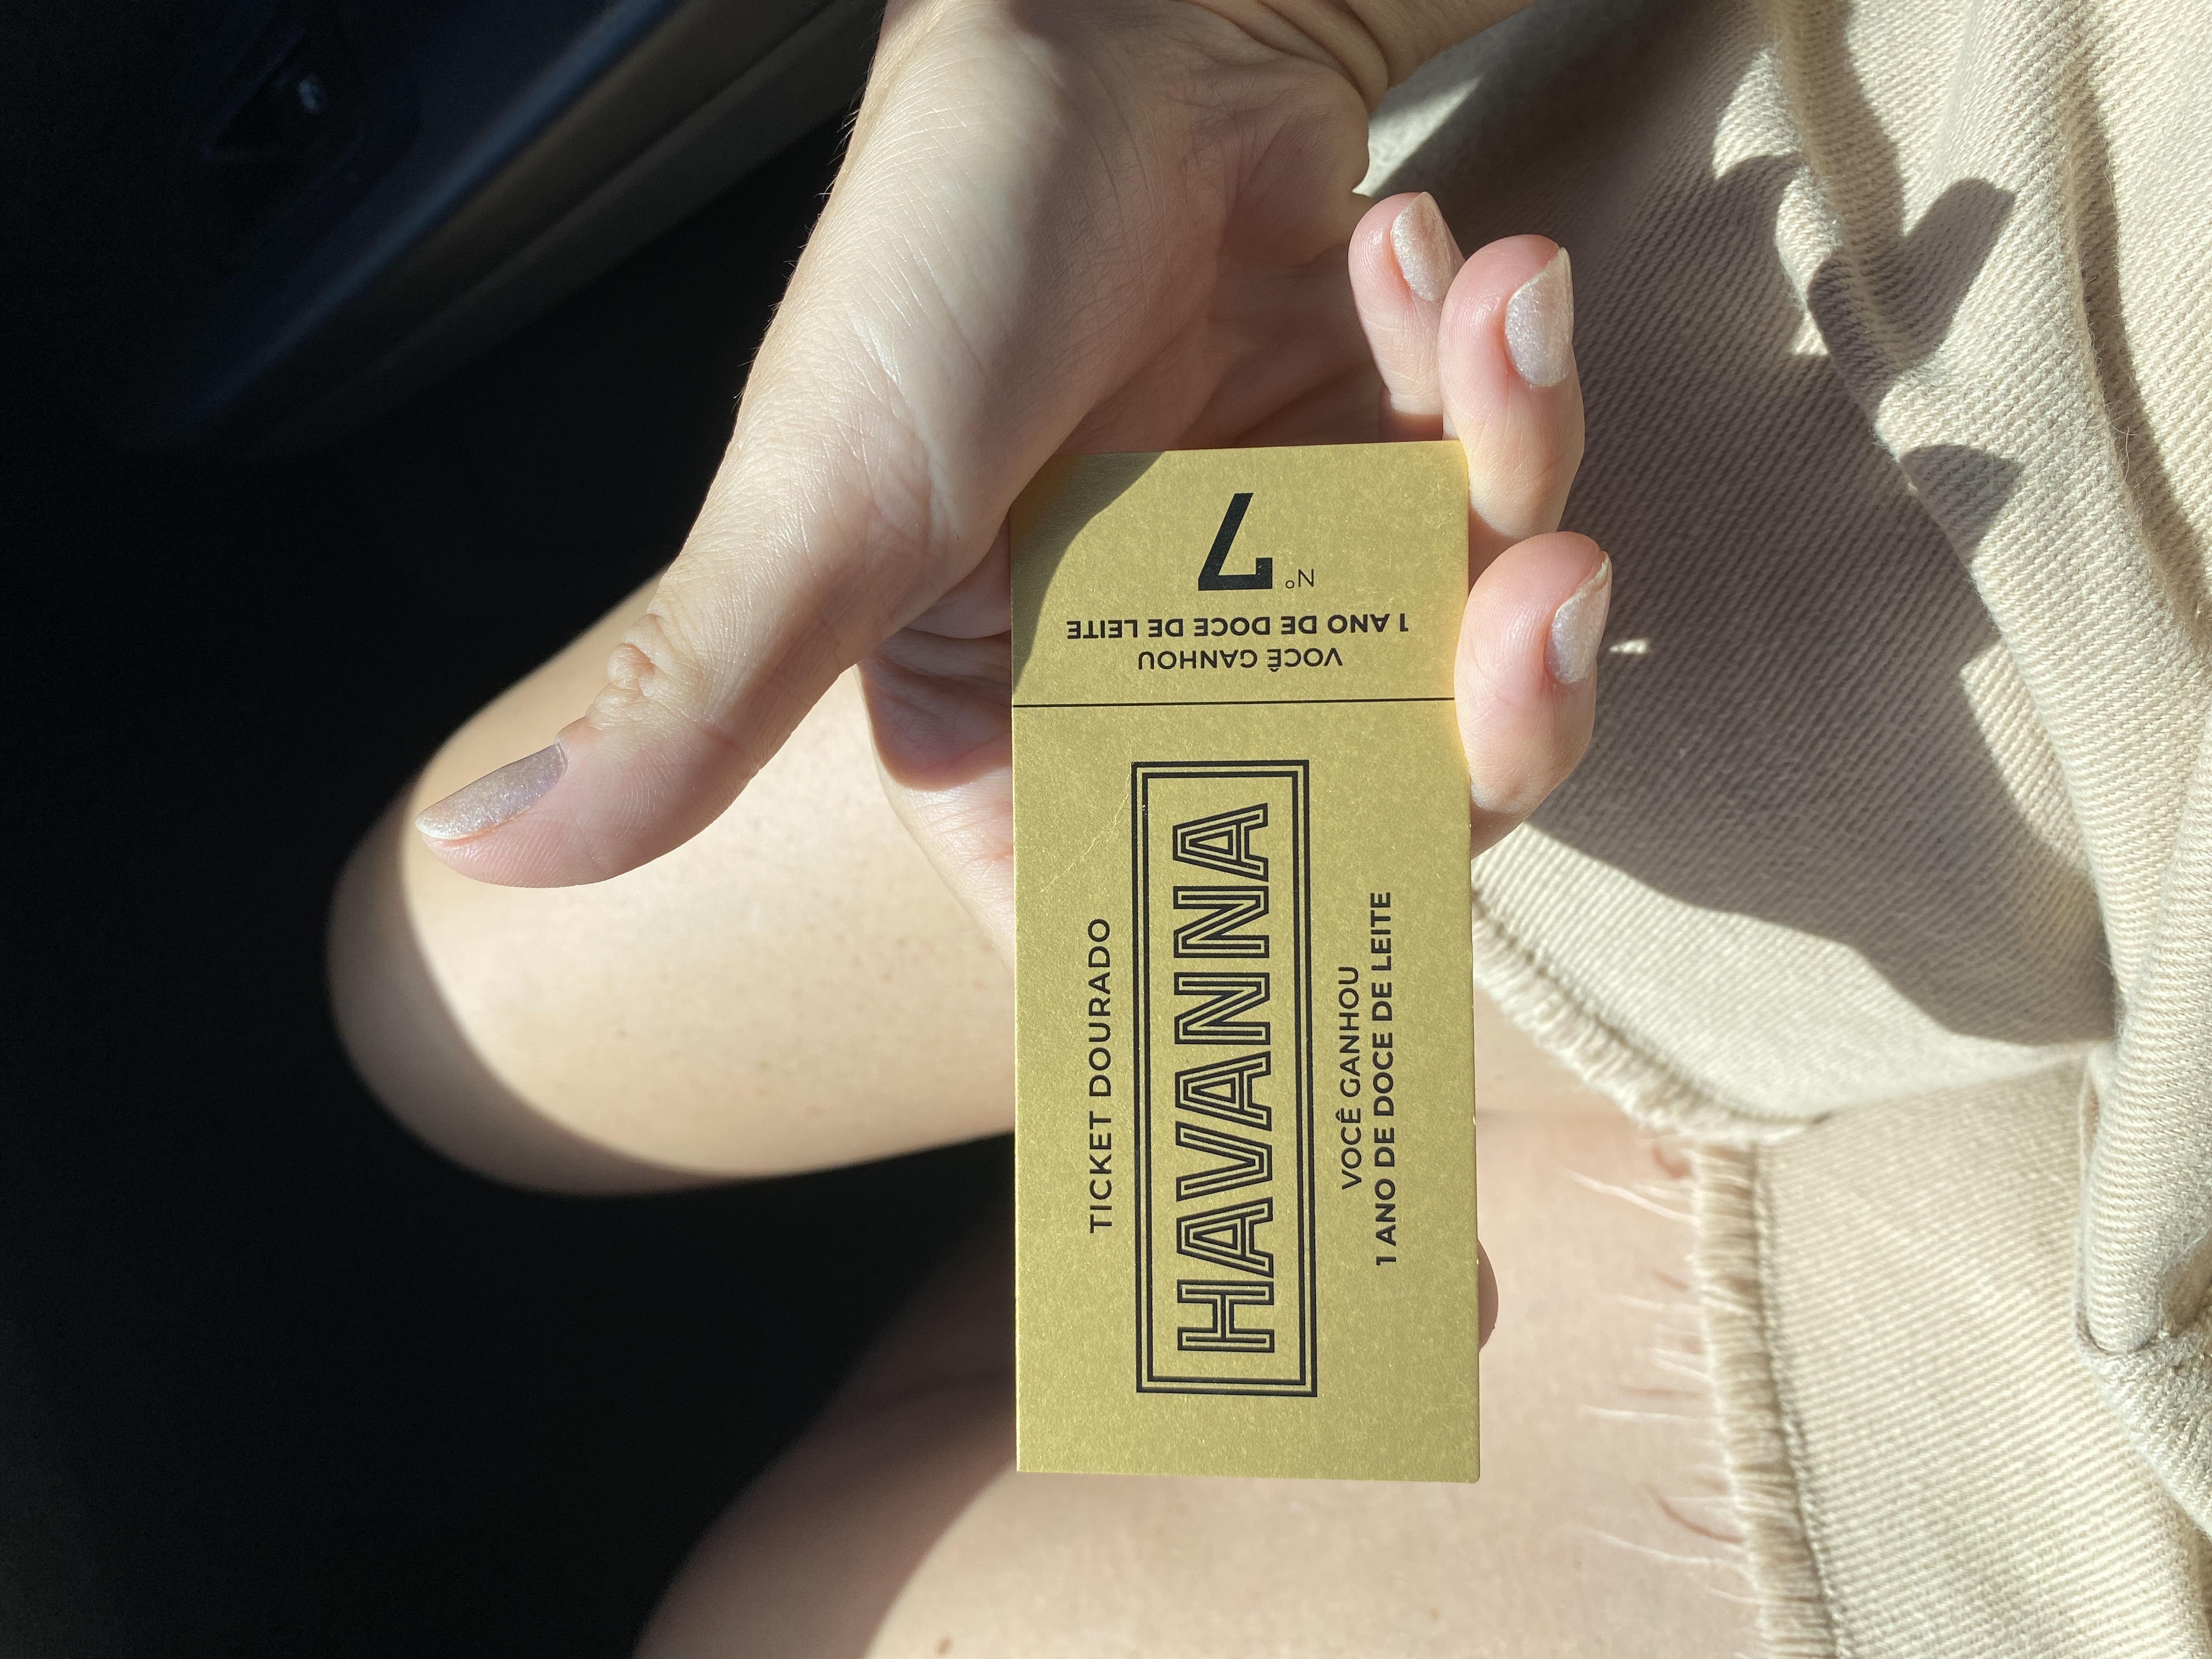 TICKET DOURADO
HAVANNA
VOCÊ GANHOU
1 ANO DE DOCE DE LEITE
VOCÊ GANHOU
1 ANO DE DOCE DE LEITE
Nº 7